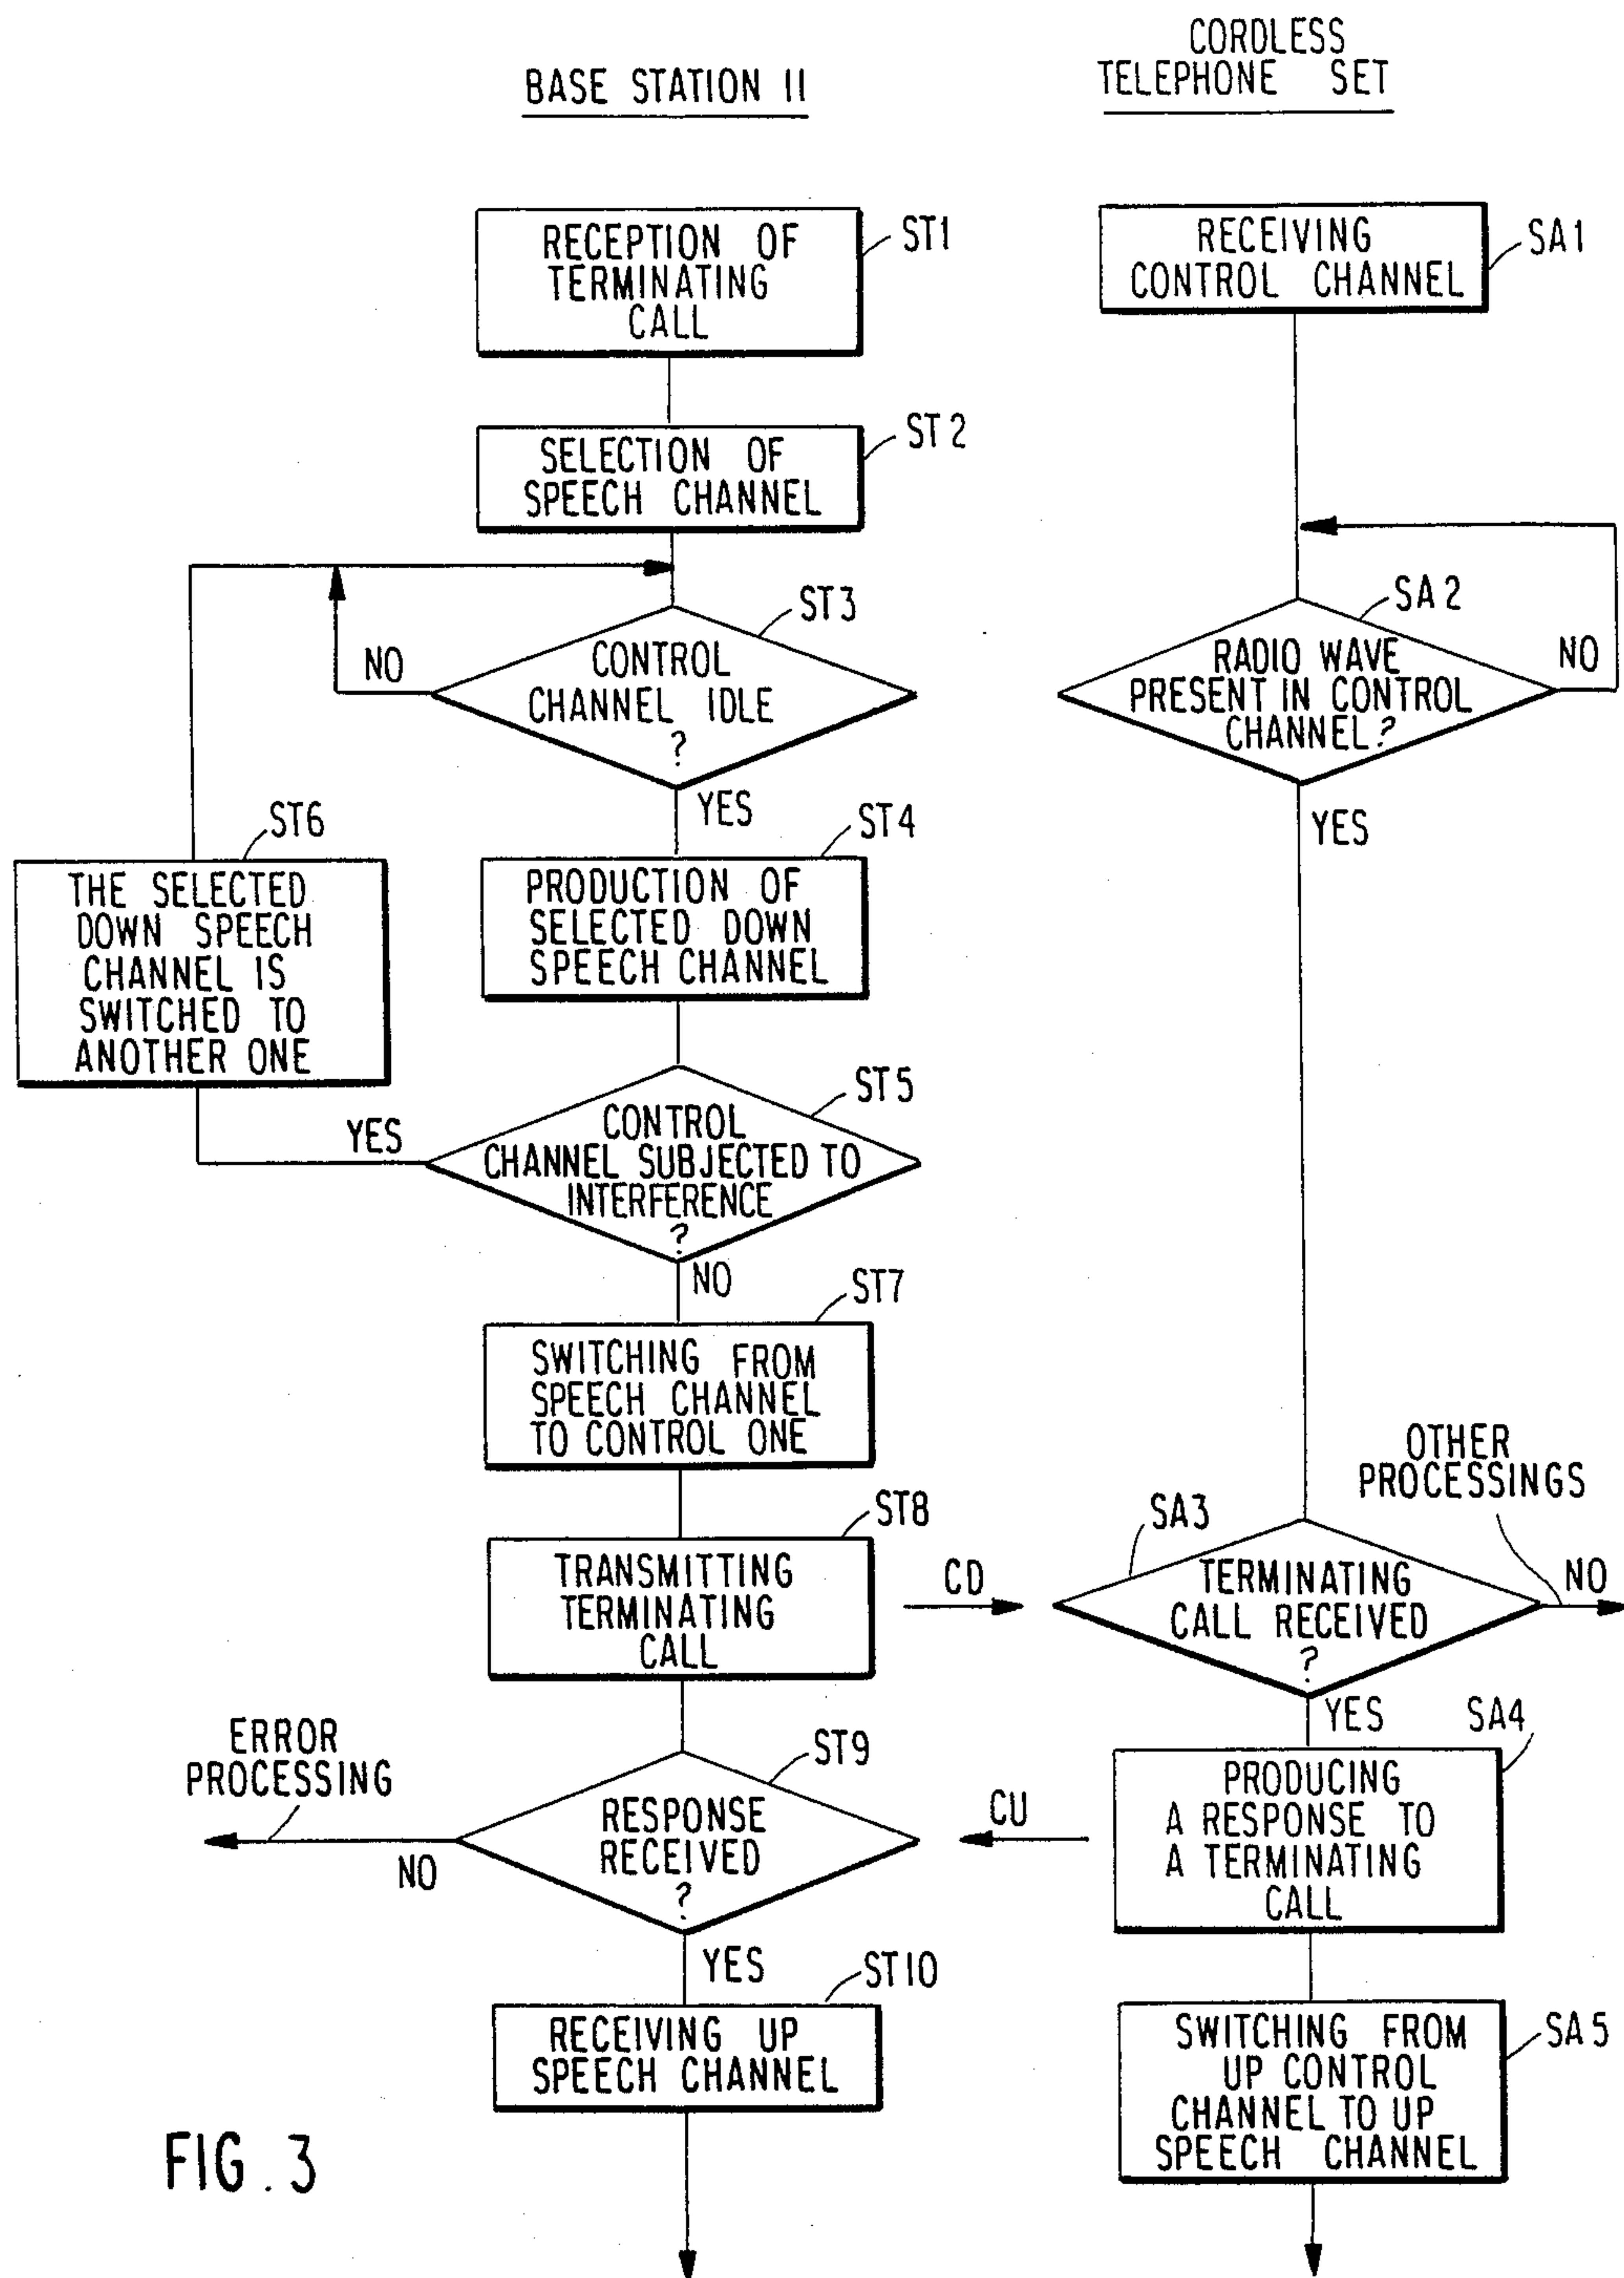 BASE STATION 11
CORDLESS
TELEPHONE SET
RECEPTION OF
TERMINATING
CALL
ST1
SELECTION OF
SPEECH CHANNEL
ST2
CONTROL
CHANNEL IDLE
?
ST3
NO
YES
ST6
THE SELECTED
DOWN SPEECH
CHANNEL IS
SWITCHED TO
ANOTHER ONE
ST4
PRODUCTION OF
SELECTED DOWN
SPEECH CHANNEL
ST5
YES
CONTROL
CHANNEL SUBJECTED TO
INTERFERENCE
?
NO
ST7
SWITCHING FROM
SPEECH CHANNEL
TO CONTROL ONE
ST8
TRANSMITTING
TERMINATING
CALL
CD
ERROR
PROCESSING
ST9
RESPONSE
RECEIVED
?
NO
CU
YES
ST10
RECEIVING UP
SPEECH CHANNEL
RECEIVING
CONTROL CHANNEL
SA1
SA2
RADIO WAVE
PRESENT IN CONTROL
CHANNEL?
NO
YES
OTHER
PROCESSINGS
SA3
TERMINATING
CALL RECEIVED
?
NO
YES
SA4
PRODUCING
A RESPONSE TO
A TERMINATING
CALL
SWITCHING FROM
UP CONTROL
CHANNEL TO UP
SPEECH CHANNEL
SA5
FIG. 3